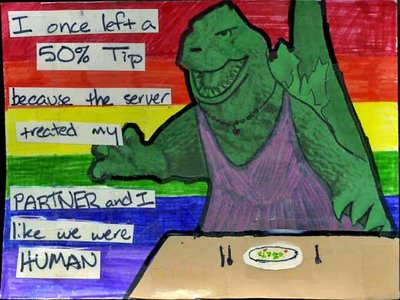 I once left a
50% Tip
because the server
treated my
PARTNER and I
like we were
HUMAN